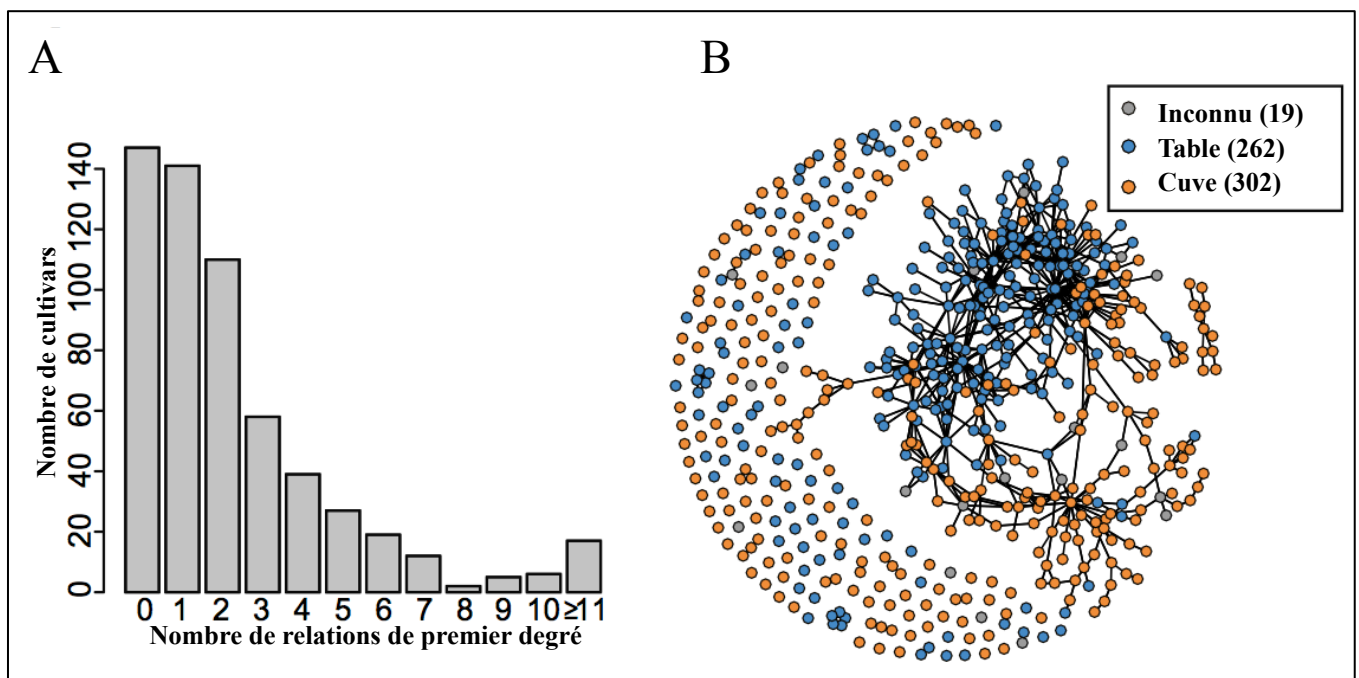 A
Nombre de cultivars
0 20 40 60 80 100 120 140
0 1 2 3 4 5 6 7 8 9 10 ≥11
Nombre de relations de premier degré
B
Inconnu (19)
Table (262)
Cuve (302)